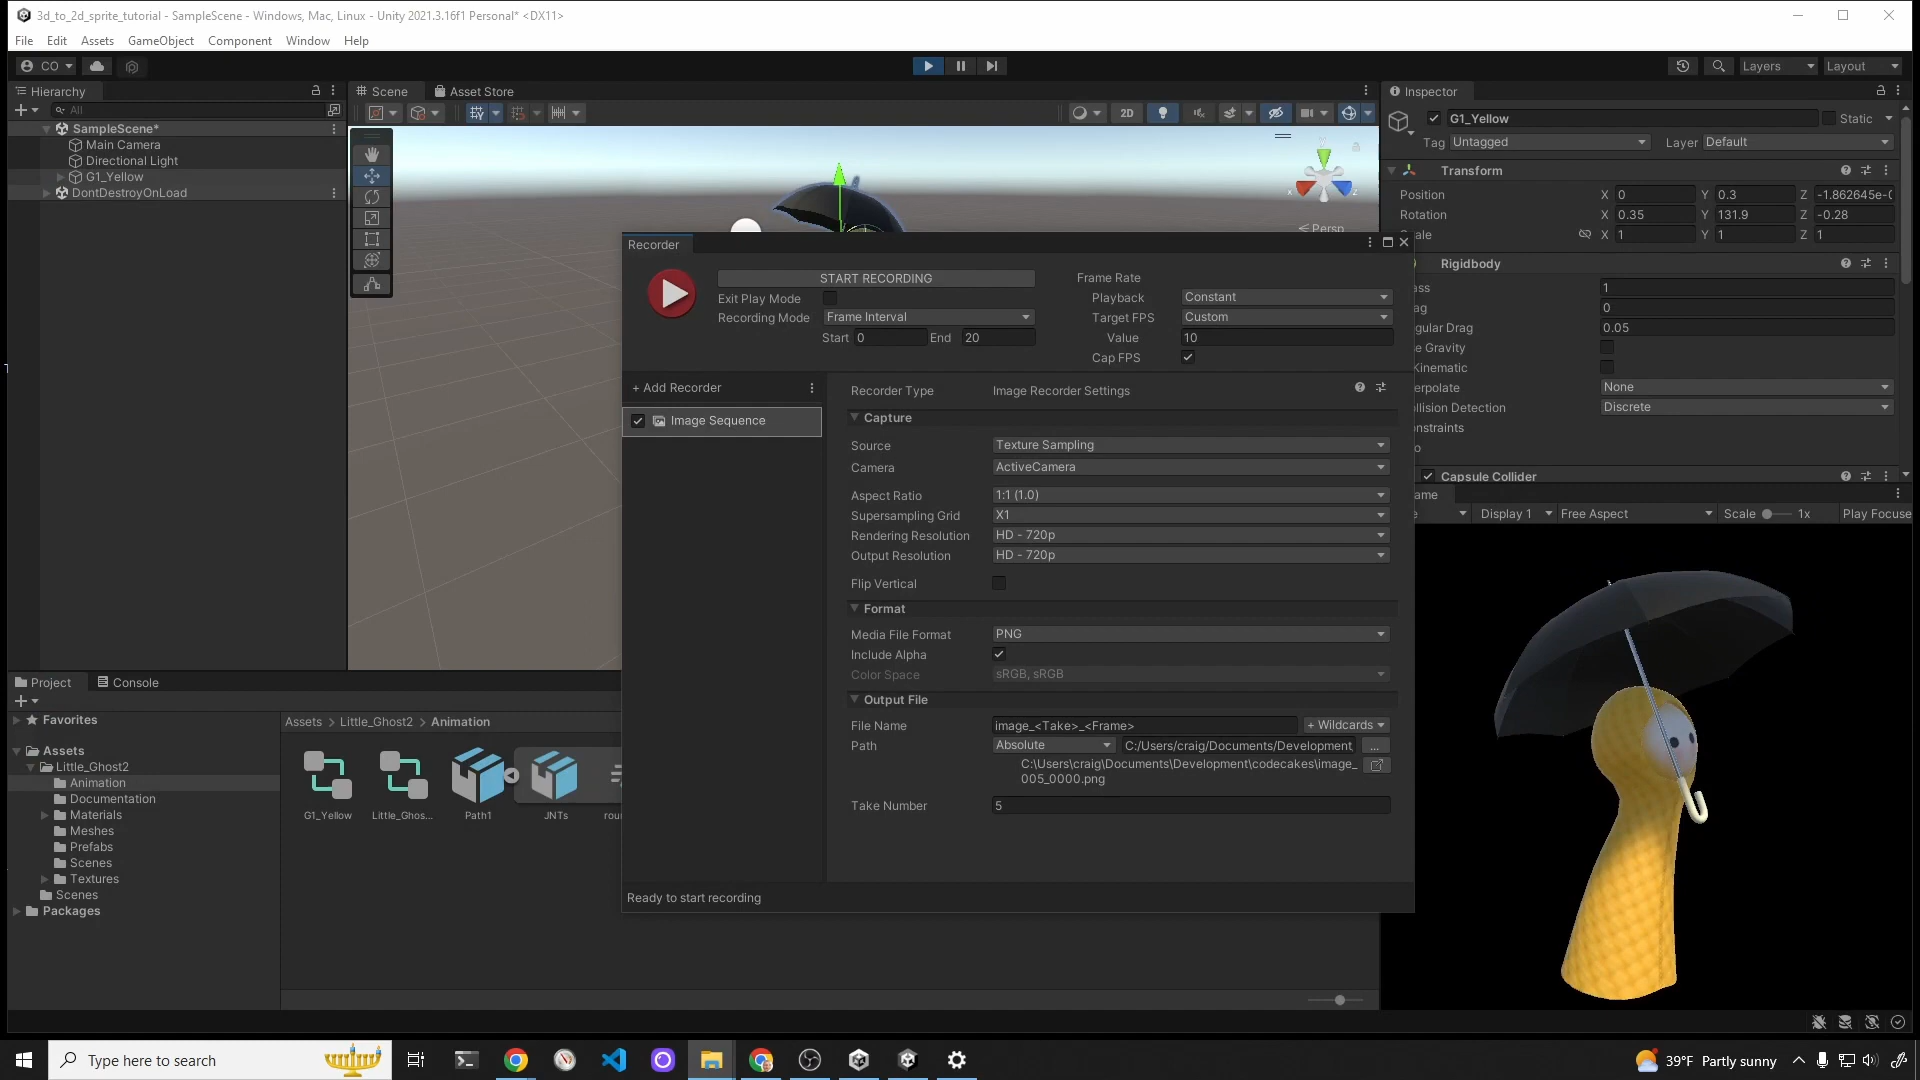 3d_to_2d_sprite_tutorial - SampleScene - Windows, Mac, Linux - Unity 2021.3.16f1 Personal* <DX11>
File Edit Assets GameObject Component Window Help
CO Layers Layout
Hierarchy
All
SampleScene*
Main Camera
Directional Light
G1_Yellow
DontDestroyOnLoad
Scene Asset Store
2D
Persp
Inspector
G1_Yellow Static
Tag Untagged Layer Default
Transform
Position X 0 Y 0.3 Z -1.862645e-0
Rotation X 0.35 Y 131.9 Z -0.28
X 1 Y 1 Z 1
Rigidbody
1
0
0.05
None
Discrete
Capsule Collider
Display 1 Free Aspect Scale 1x Play Focuse
Recorder
START RECORDING
Exit Play Mode
Recording Mode Frame Interval
Start 0 End 20
Frame Rate
Playback Constant
Target FPS Custom
Value 10
Cap FPS
+ Add Recorder
Image Sequence
Recorder Type Image Recorder Settings
Capture
Source Texture Sampling
Camera ActiveCamera
Aspect Ratio 1:1 (1.0)
Supersampling Grid X1
Rendering Resolution HD - 720p
Output Resolution HD - 720p
Flip Vertical
Format
Media File Format PNG
Include Alpha
Color Space sRGB, sRGB
Output File
File Name image_<Take>_<Frame> + Wildcards
Path Absolute C:/Users/craig/Documents/Development ...
C:\Users\craig\Documents\Development\codecakes\image_
005_0000.png
Take Number 5
Ready to start recording
Project Console
Favorites
Assets
Little_Ghost2
Animation
Documentation
Materials
Meshes
Prefabs
Scenes
Textures
Scenes
Packages
Assets > Little_Ghost2 > Animation
G1_Yellow Little_Ghos... Path1 JNTs
Type here to search
39°F Partly sunny